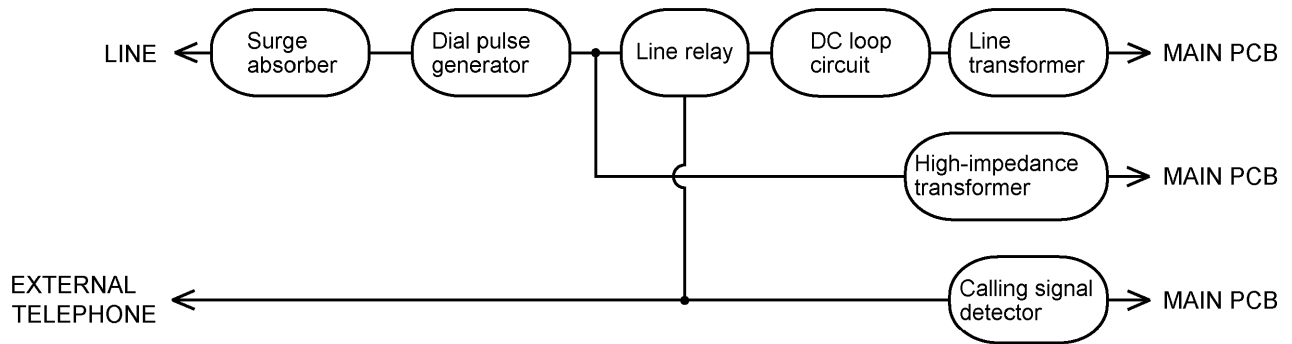 LINE
Surge
absorber
Dial pulse
generator
Line relay
DC loop
circuit
Line
transformer
MAIN PCB
High-impedance
transformer
MAIN PCB
EXTERNAL
TELEPHONE
Calling signal
detector
MAIN PCB